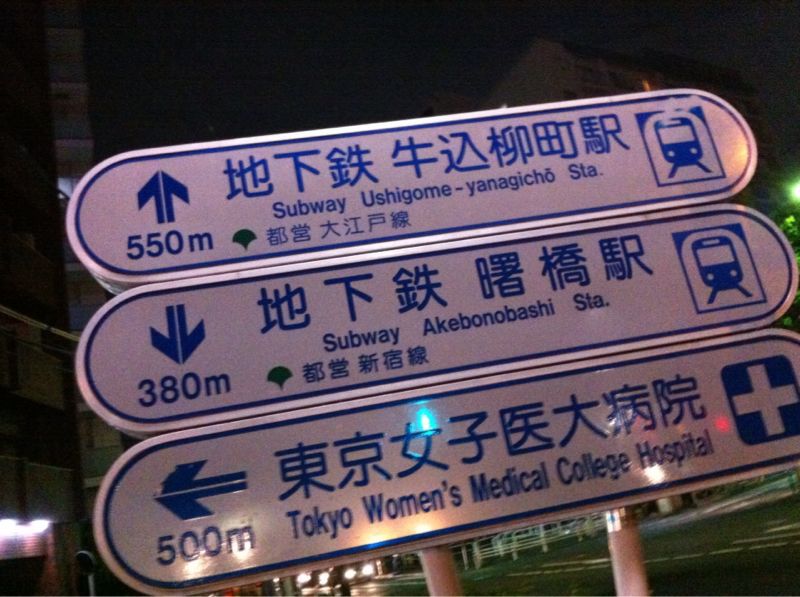 地下鉄 牛込柳町駅
Subway Ushigome-yanagichō Sta.
550m 都営 大江戸線
地下鉄 曙橋駅
Subway Akebonobashi Sta.
380m 都営 新宿線
東京女子医大病院
500m Tokyo Women's Medical College Hospital